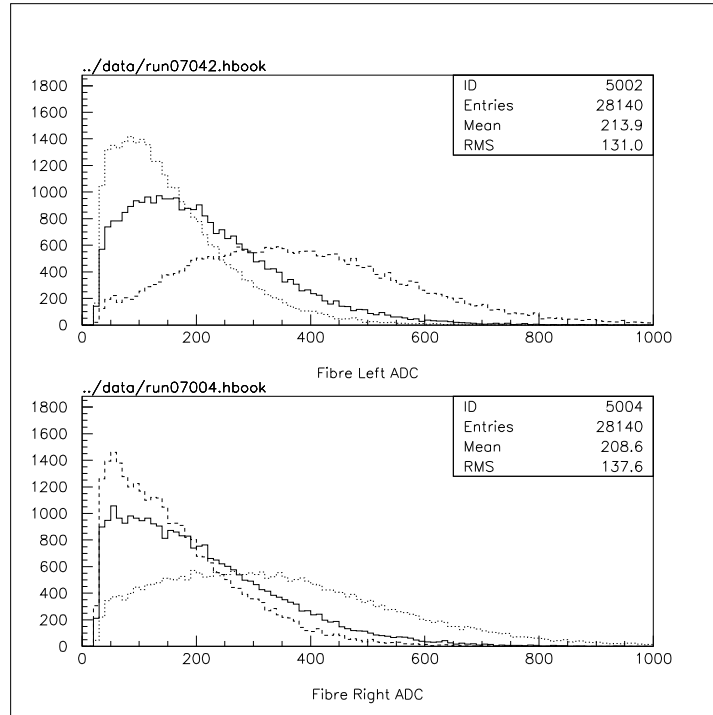 ../data/run07042.hbook
ID 5002
Entries 28140
Mean 213.9
RMS 131.0
1800
1600
1400
1200
1000
800
600
400
200
0
0 200 400 600 800 1000
Fibre Left ADC
../data/run07004.hbook
ID 5004
Entries 28140
Mean 208.6
RMS 137.6
1800
1600
1400
1200
1000
800
600
400
200
0
0 200 400 600 800 1000
Fibre Right ADC